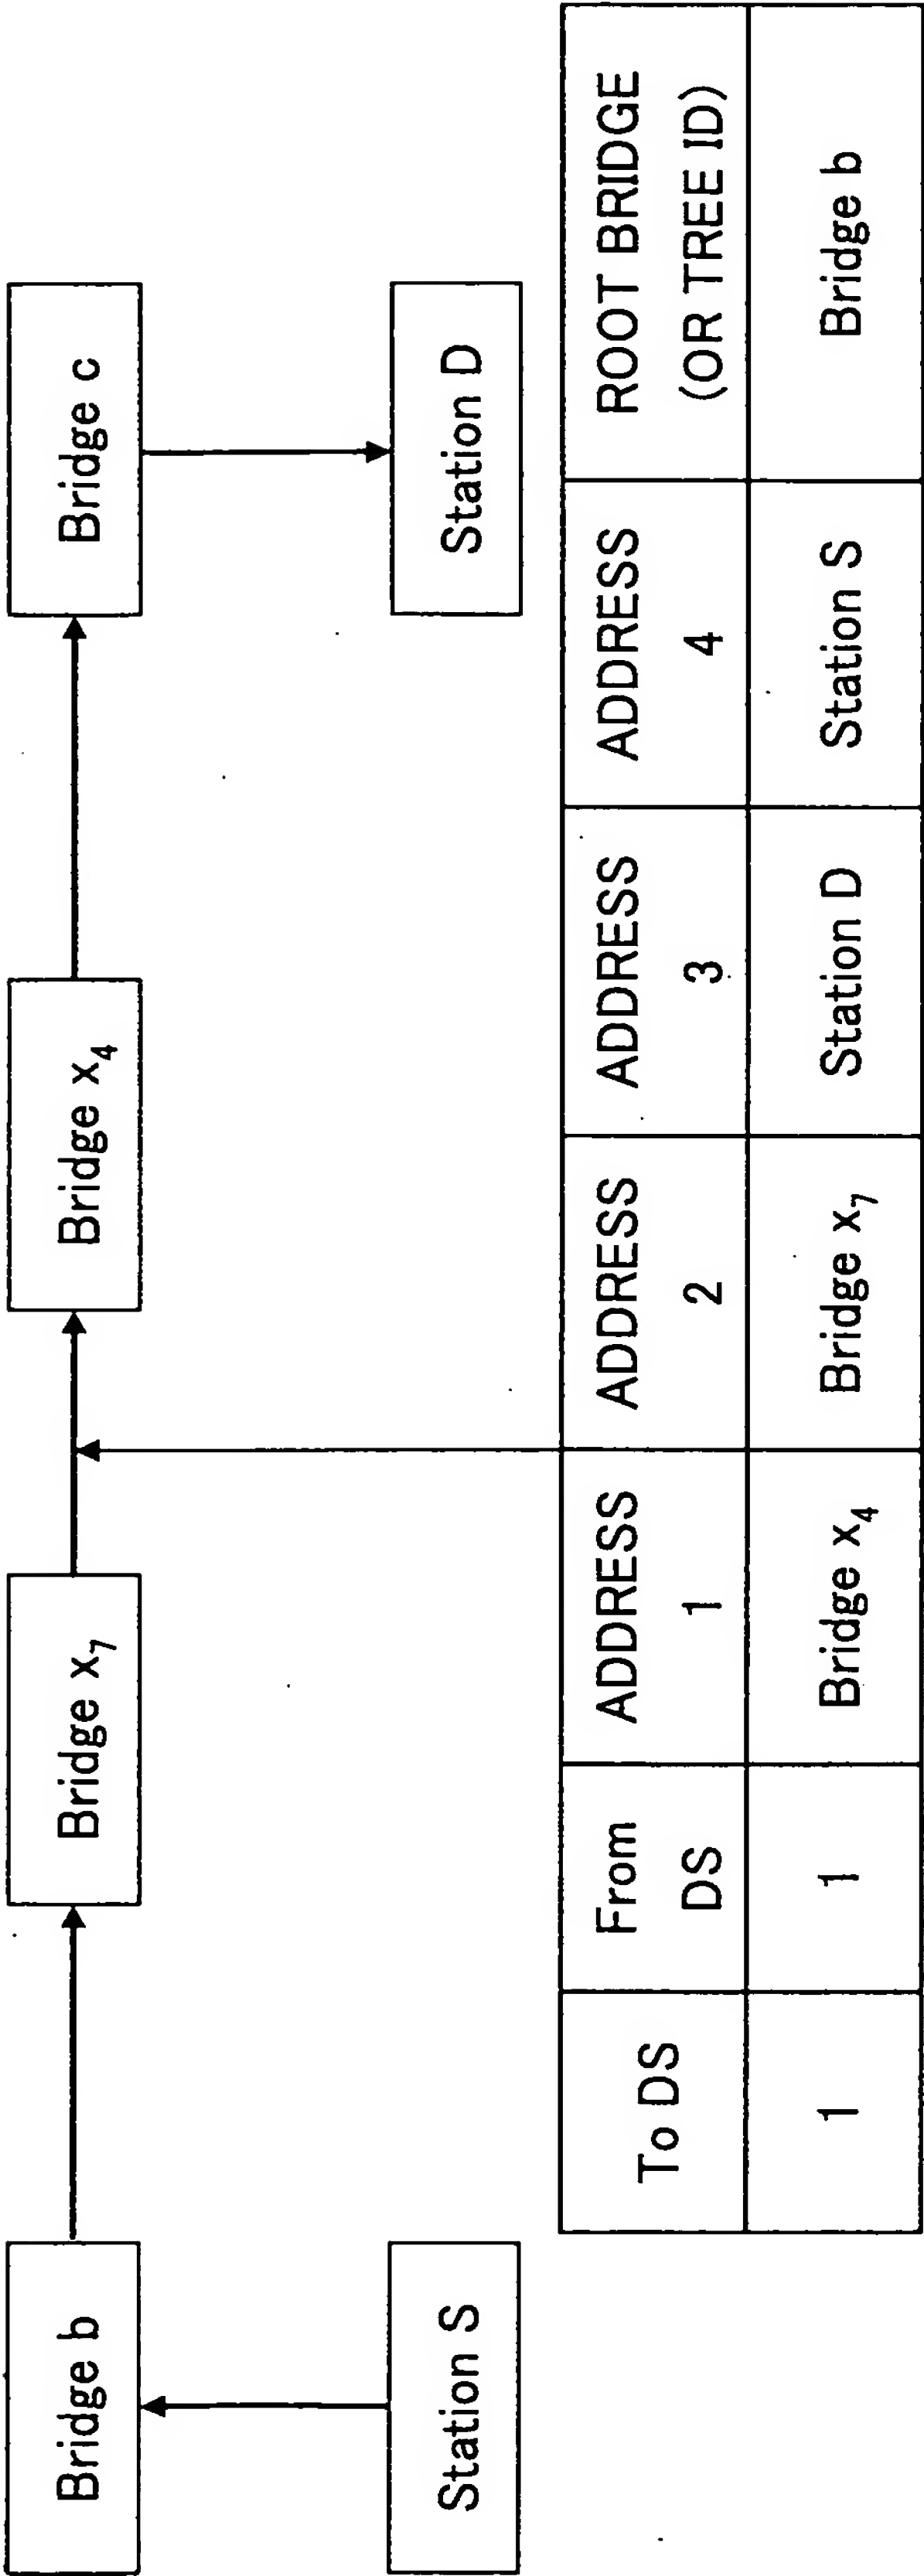 Bridge b
Bridge x₇
Bridge x₄
Bridge c
Station S
Station D
To DS
From
DS
ADDRESS
1
ADDRESS
2
ADDRESS
3
ADDRESS
4
ROOT BRIDGE
(OR TREE ID)
1
1
Bridge x₄
Bridge x₇
Station D
Station S
Bridge b